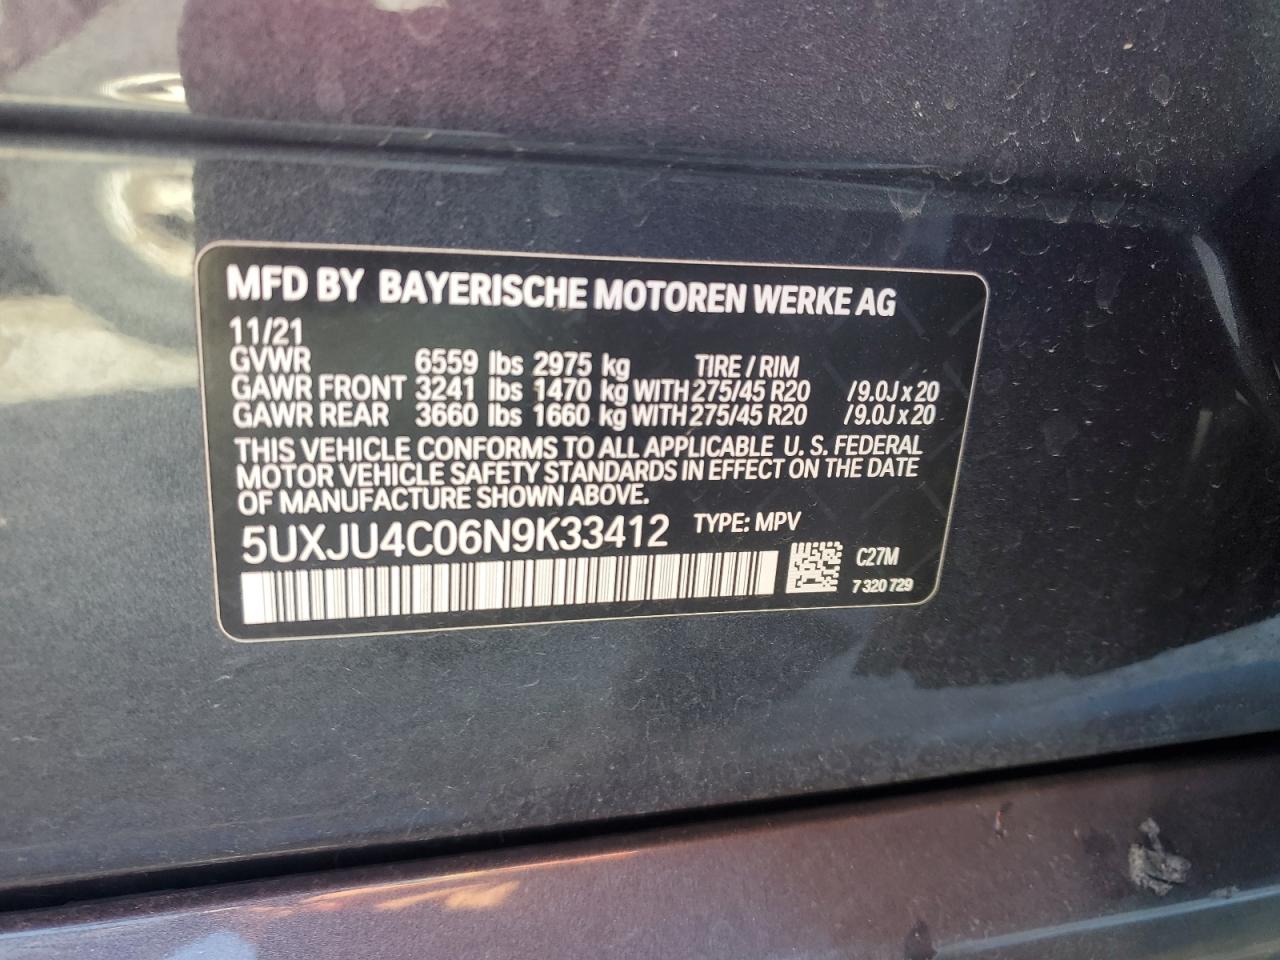 MFD BY BAYERISCHE MOTOREN WERKE AG
11/21
GVWR 6559 lbs 2975 kg TIRE / RIM
GAWR FRONT 3241 lbs 1470 kg WITH 275/45 R20 /9.0J x 20
GAWR REAR 3660 lbs 1660 kg WITH 275/45 R20 /9.0J x 20
THIS VEHICLE CONFORMS TO ALL APPLICABLE U. S. FEDERAL
MOTOR VEHICLE SAFETY STANDARDS IN EFFECT ON THE DATE
OF MANUFACTURE SHOWN ABOVE.
5UXJU4C06N9K33412 TYPE: MPV
C27M
7 320 729